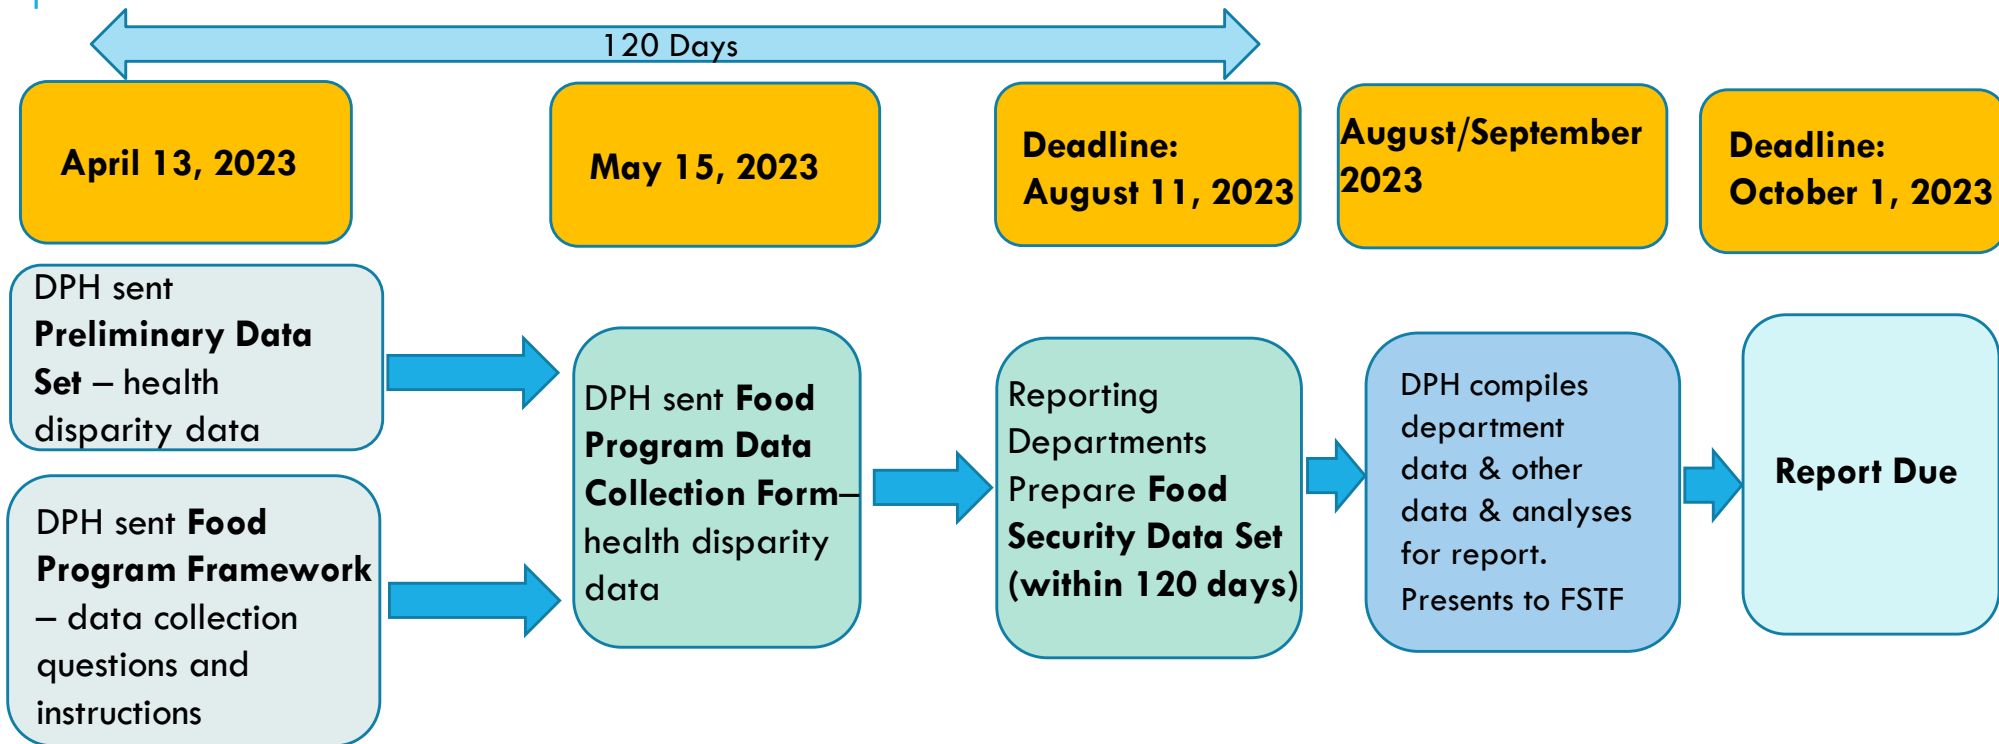 120 Days
April 13, 2023
May 15, 2023
Deadline:
August 11, 2023
August/September
2023
Deadline:
October 1, 2023
DPH sent
Preliminary Data
Set – health
disparity data
DPH sent Food
Program Framework
– data collection
questions and
instructions
DPH sent Food
Program Data
Collection Form–
health disparity
data
Reporting
Departments
Prepare Food
Security Data Set
(within 120 days)
DPH compiles
department
data & other
data & analyses
for report.
Presents to FSTF
Report Due